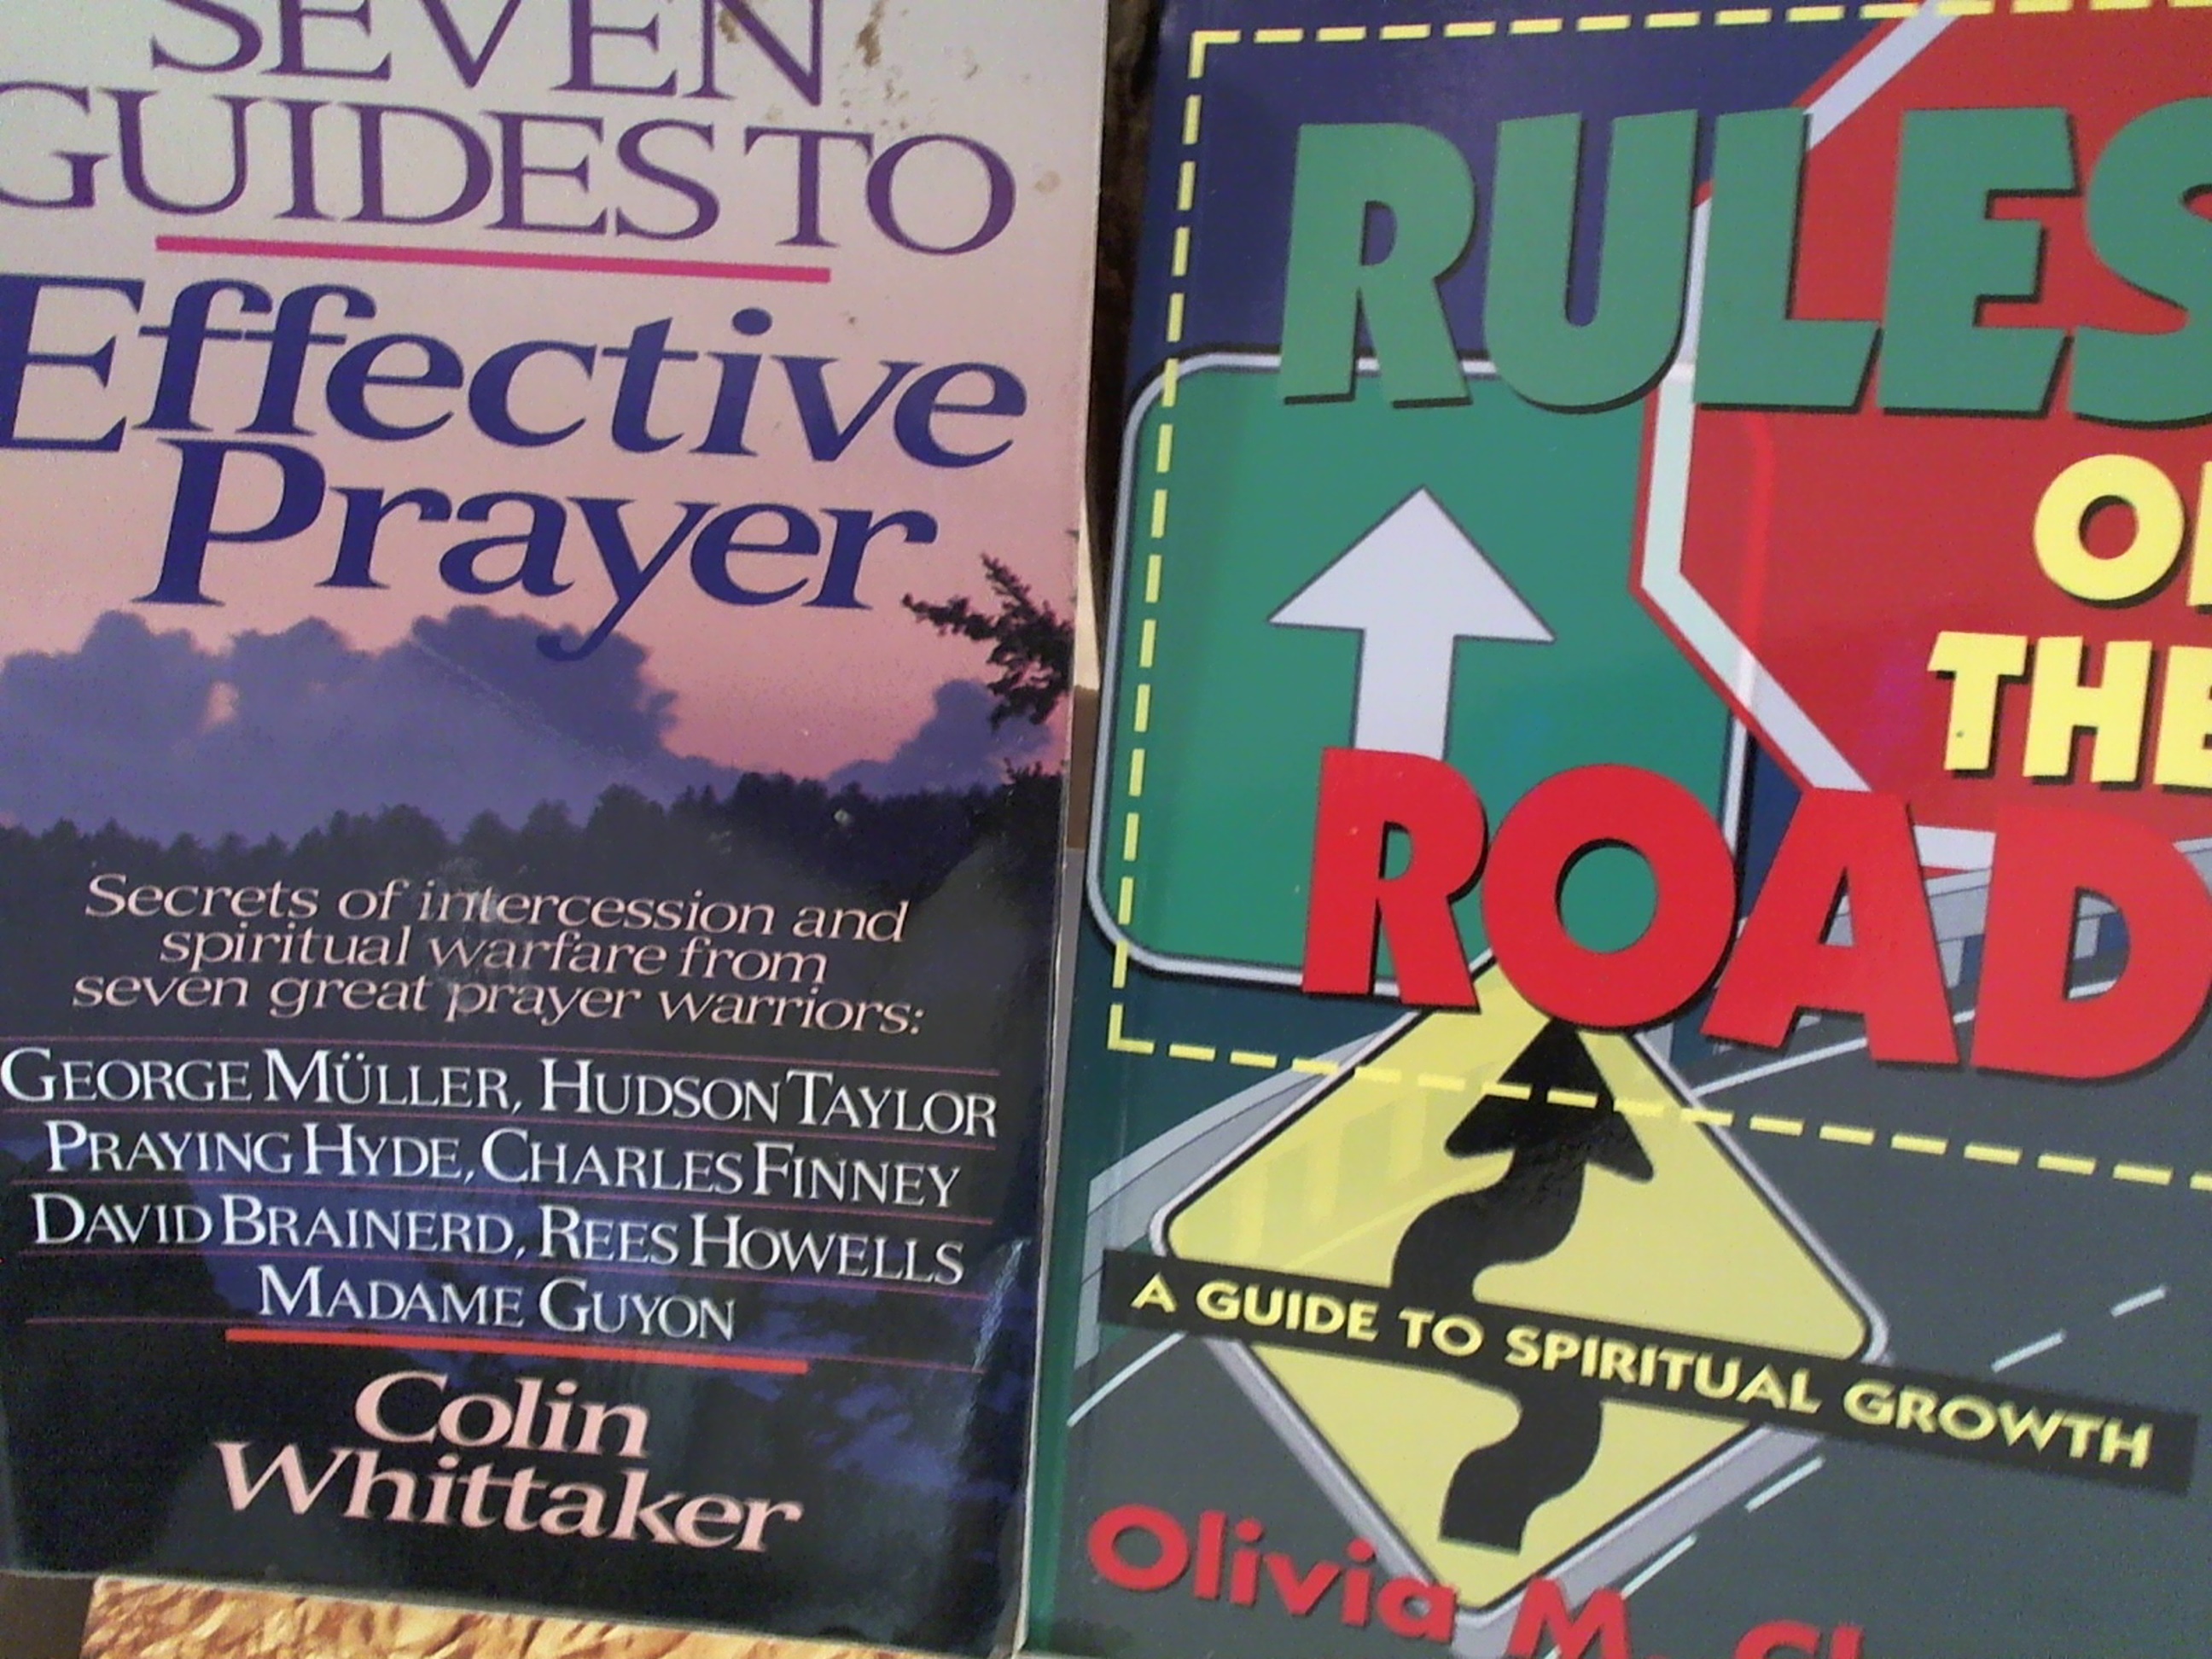 SEVEN
GUIDES TO
Effective
Prayer
Secrets of intercession and
spiritual warfare from
seven great prayer warriors:
GEORGE MÜLLER, HUDSON TAYLOR
PRAYING HYDE, CHARLES FINNEY
DAVID BRAINERD, REES HOWELLS
MADAME GUYON
Colin
Whittaker
RULES
THE
ROAD
A GUIDE TO SPIRITUAL GROWTH
Olivia M.